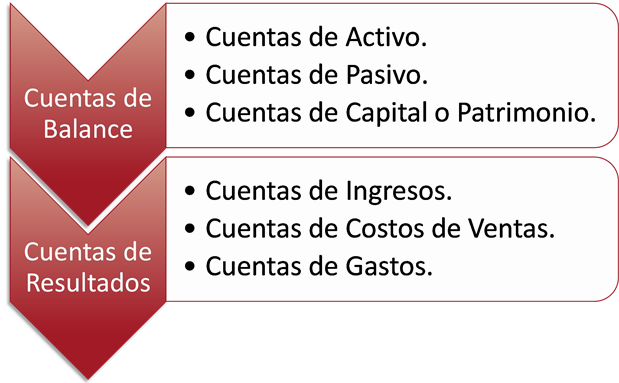 Cuentas de
Balance
• Cuentas de Activo.
• Cuentas de Pasivo.
• Cuentas de Capital o Patrimonio.
Cuentas de
Resultados
• Cuentas de Ingresos.
• Cuentas de Costos de Ventas.
• Cuentas de Gastos.